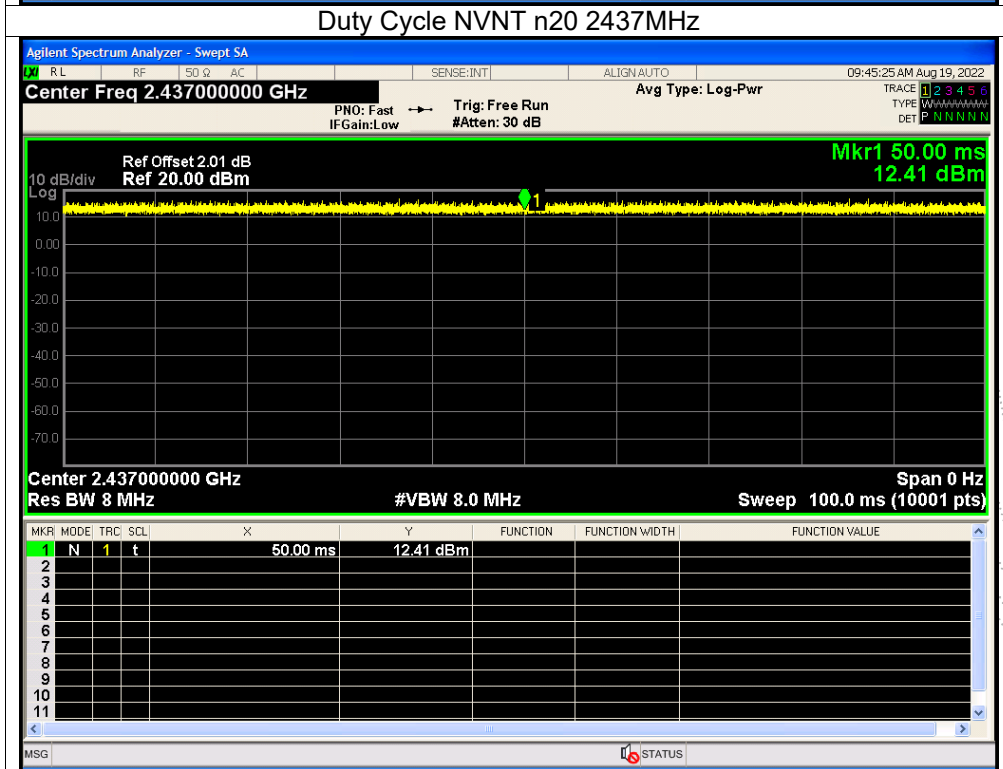 Duty Cycle NVNT n20 2437MHz
Agilent Spectrum Analyzer - Swept SA
LXI RL RF 50 Ω AC SENSE:INT ALIGN AUTO 09:45:25 AM Aug 19, 2022
Center Freq 2.437000000 GHz Avg Type: Log-Pwr TRACE 1 2 3 4 5 6
PNO: Fast Trig: Free Run TYPE WWWWWW
IFGain:Low #Atten: 30 dB DET P N N N N N
Mkr1 50.00 ms
Ref Offset 2.01 dB
10 dB/div Ref 20.00 dBm 12.41 dBm
Log
1
10.0
0.00
-10.0
-20.0
-30.0
-40.0
-50.0
-60.0
-70.0
Center 2.437000000 GHz Span 0 Hz
Res BW 8 MHz #VBW 8.0 MHz Sweep 100.0 ms (10001 pts)
MKR MODE TRC SCL X Y FUNCTION FUNCTION WIDTH FUNCTION VALUE
1 N 1 t 50.00 ms 12.41 dBm
2
3
4
5
6
7
8
9
10
11
MSG STATUS